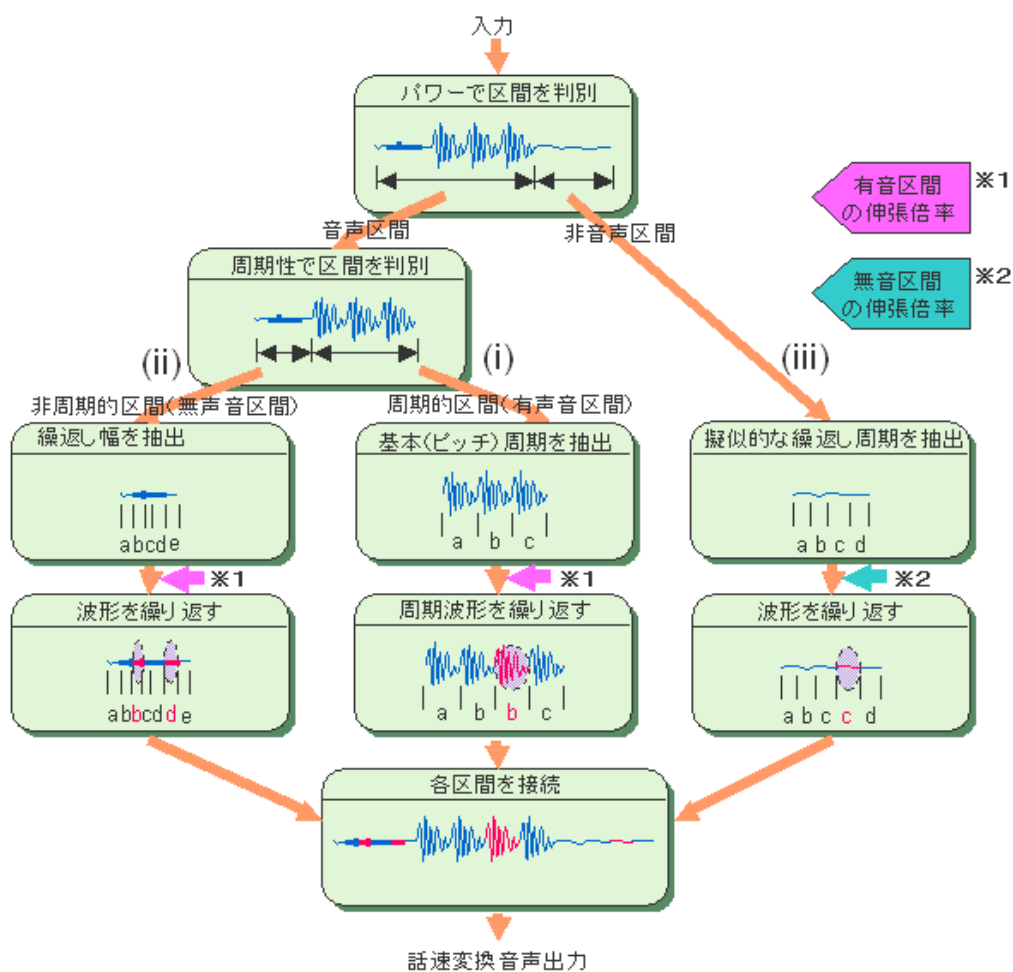 入力
パワーで区間を判別
有音区間
の伸張倍率
※1
音声区間
非音声区間
周期性で区間を判別
無音区間
の伸張倍率
※2
(ii)
(i)
(iii)
非周期的区間(無声音区間)
周期的区間(有声音区間)
繰返し幅を抽出
基本(ピッチ)周期を抽出
擬似的な繰返し周期を抽出
abcde
a b c
a b c d
※1
※1
※2
波形を繰り返す
周期波形を繰り返す
波形を繰り返す
abbcdde
a b b c
a b c c d
各区間を接続
話速変換音声出力